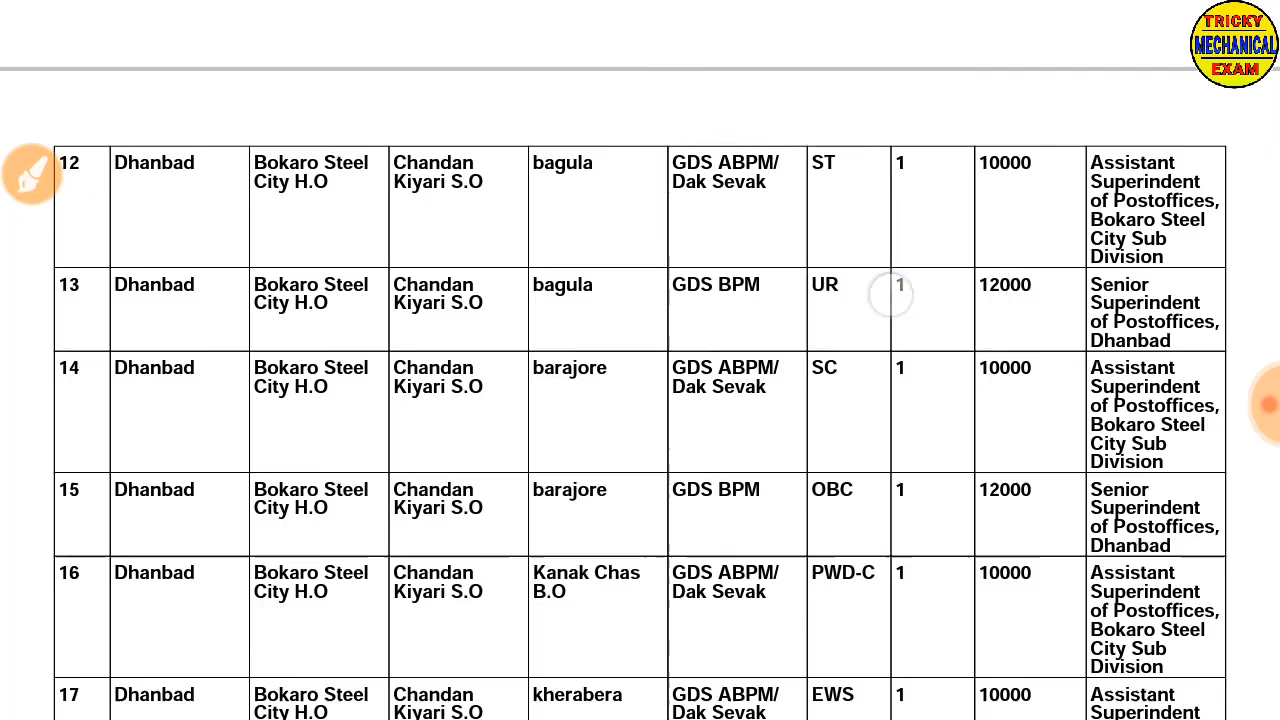 TRICKY
MECHANICAL
EXAM
12 Dhanbad Bokaro Steel City H.O Chandan Kiyari S.O bagula GDS ABPM/ Dak Sevak ST 1 10000 Assistant Superindent of Postoffices, Bokaro Steel City Sub Division
13 Dhanbad Bokaro Steel City H.O Chandan Kiyari S.O bagula GDS BPM UR 1 12000 Senior Superindent of Postoffices, Dhanbad
14 Dhanbad Bokaro Steel City H.O Chandan Kiyari S.O barajore GDS ABPM/ Dak Sevak SC 1 10000 Assistant Superindent of Postoffices, Bokaro Steel City Sub Division
15 Dhanbad Bokaro Steel City H.O Chandan Kiyari S.O barajore GDS BPM OBC 1 12000 Senior Superindent of Postoffices, Dhanbad
16 Dhanbad Bokaro Steel City H.O Chandan Kiyari S.O Kanak Chas B.O GDS ABPM/ Dak Sevak PWD-C 1 10000 Assistant Superindent of Postoffices, Bokaro Steel City Sub Division
17 Dhanbad Bokaro Steel City H.O Chandan Kiyari S.O kherabera GDS ABPM/ Dak Sevak EWS 1 10000 Assistant Superindent